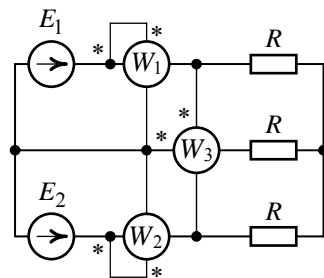 E₁ * * W₁ R
* * W₃ R
E₂ * * W₂ R